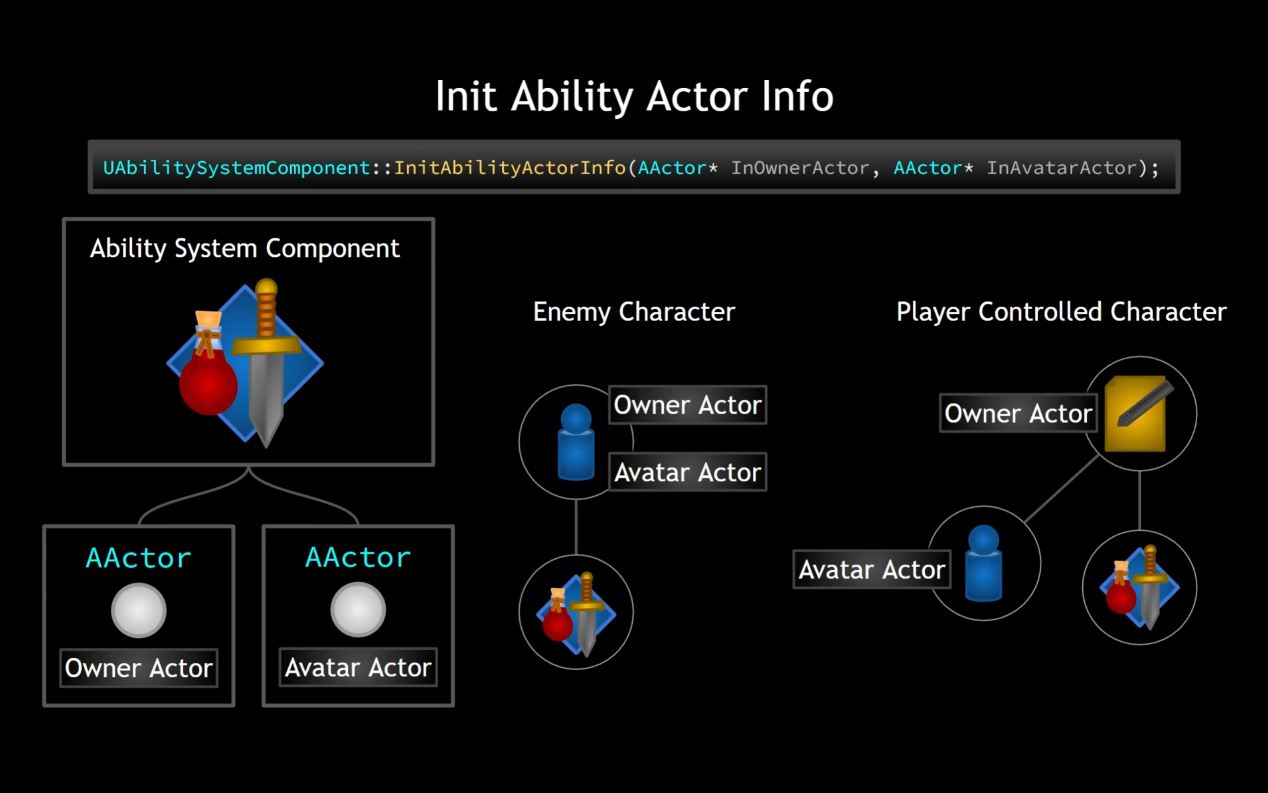 Init Ability Actor Info
UAbilitySystemComponent::InitAbilityActorInfo(AActor* InOwnerActor, AActor* InAvatarActor);
Ability System Component
AActor
Owner Actor
AActor
Avatar Actor
Enemy Character
Owner Actor
Avatar Actor
Player Controlled Character
Owner Actor
Avatar Actor